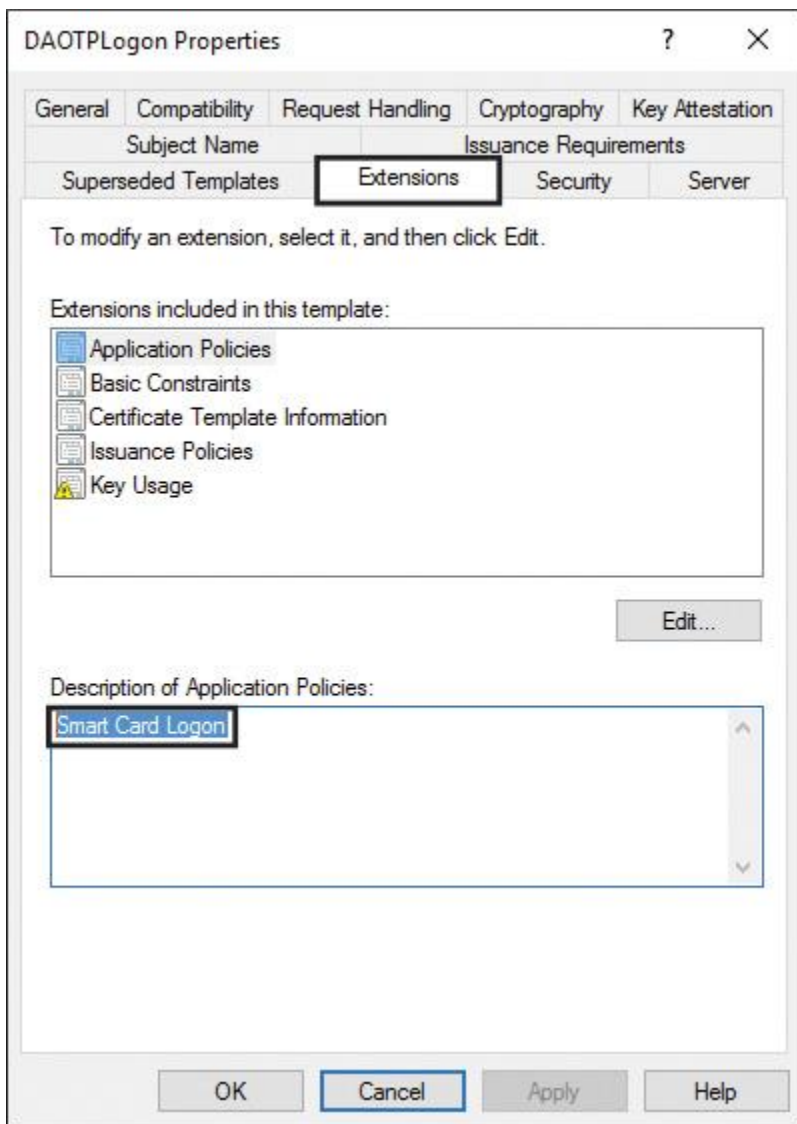 DAOTPLogon Properties ? X
General Compatibility Request Handling Cryptography Key Attestation
Subject Name Issuance Requirements
Superseded Templates Extensions Security Server
To modify an extension, select it, and then click Edit.
Extensions included in this template:
Application Policies
Basic Constraints
Certificate Template Information
Issuance Policies
Key Usage
Edit...
Description of Application Policies:
Smart Card Logon
OK Cancel Apply Help